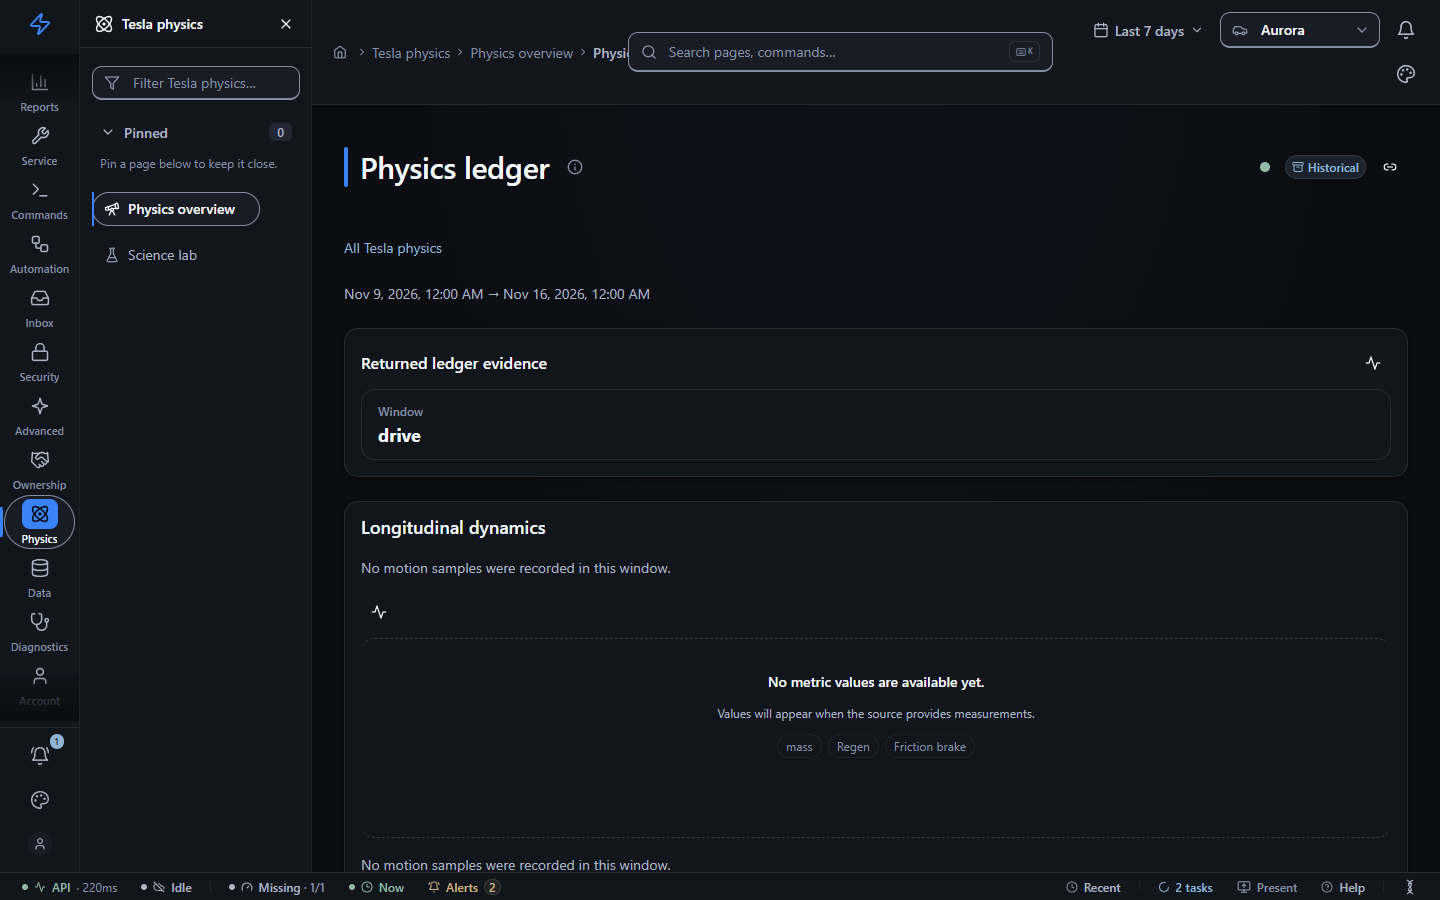 Tesla physics
Filter Tesla physics...
Pinned
0
Pin a page below to keep it close.
Physics overview
Science lab
Reports
Service
Commands
Automation
Inbox
Security
Advanced
Ownership
Physics
Data
Diagnostics
Account
1
Tesla physics
Physics overview
Physic
Search pages, commands...
K
Last 7 days
Aurora
Physics ledger
Historical
All Tesla physics
Nov 9, 2026, 12:00 AM → Nov 16, 2026, 12:00 AM
Returned ledger evidence
Window
drive
Longitudinal dynamics
No motion samples were recorded in this window.
No metric values are available yet.
Values will appear when the source provides measurements.
mass Regen Friction brake
No motion samples were recorded in this window.
API · 220ms Idle Missing · 1/1 Now Alerts 2 Recent 2 tasks Present Help